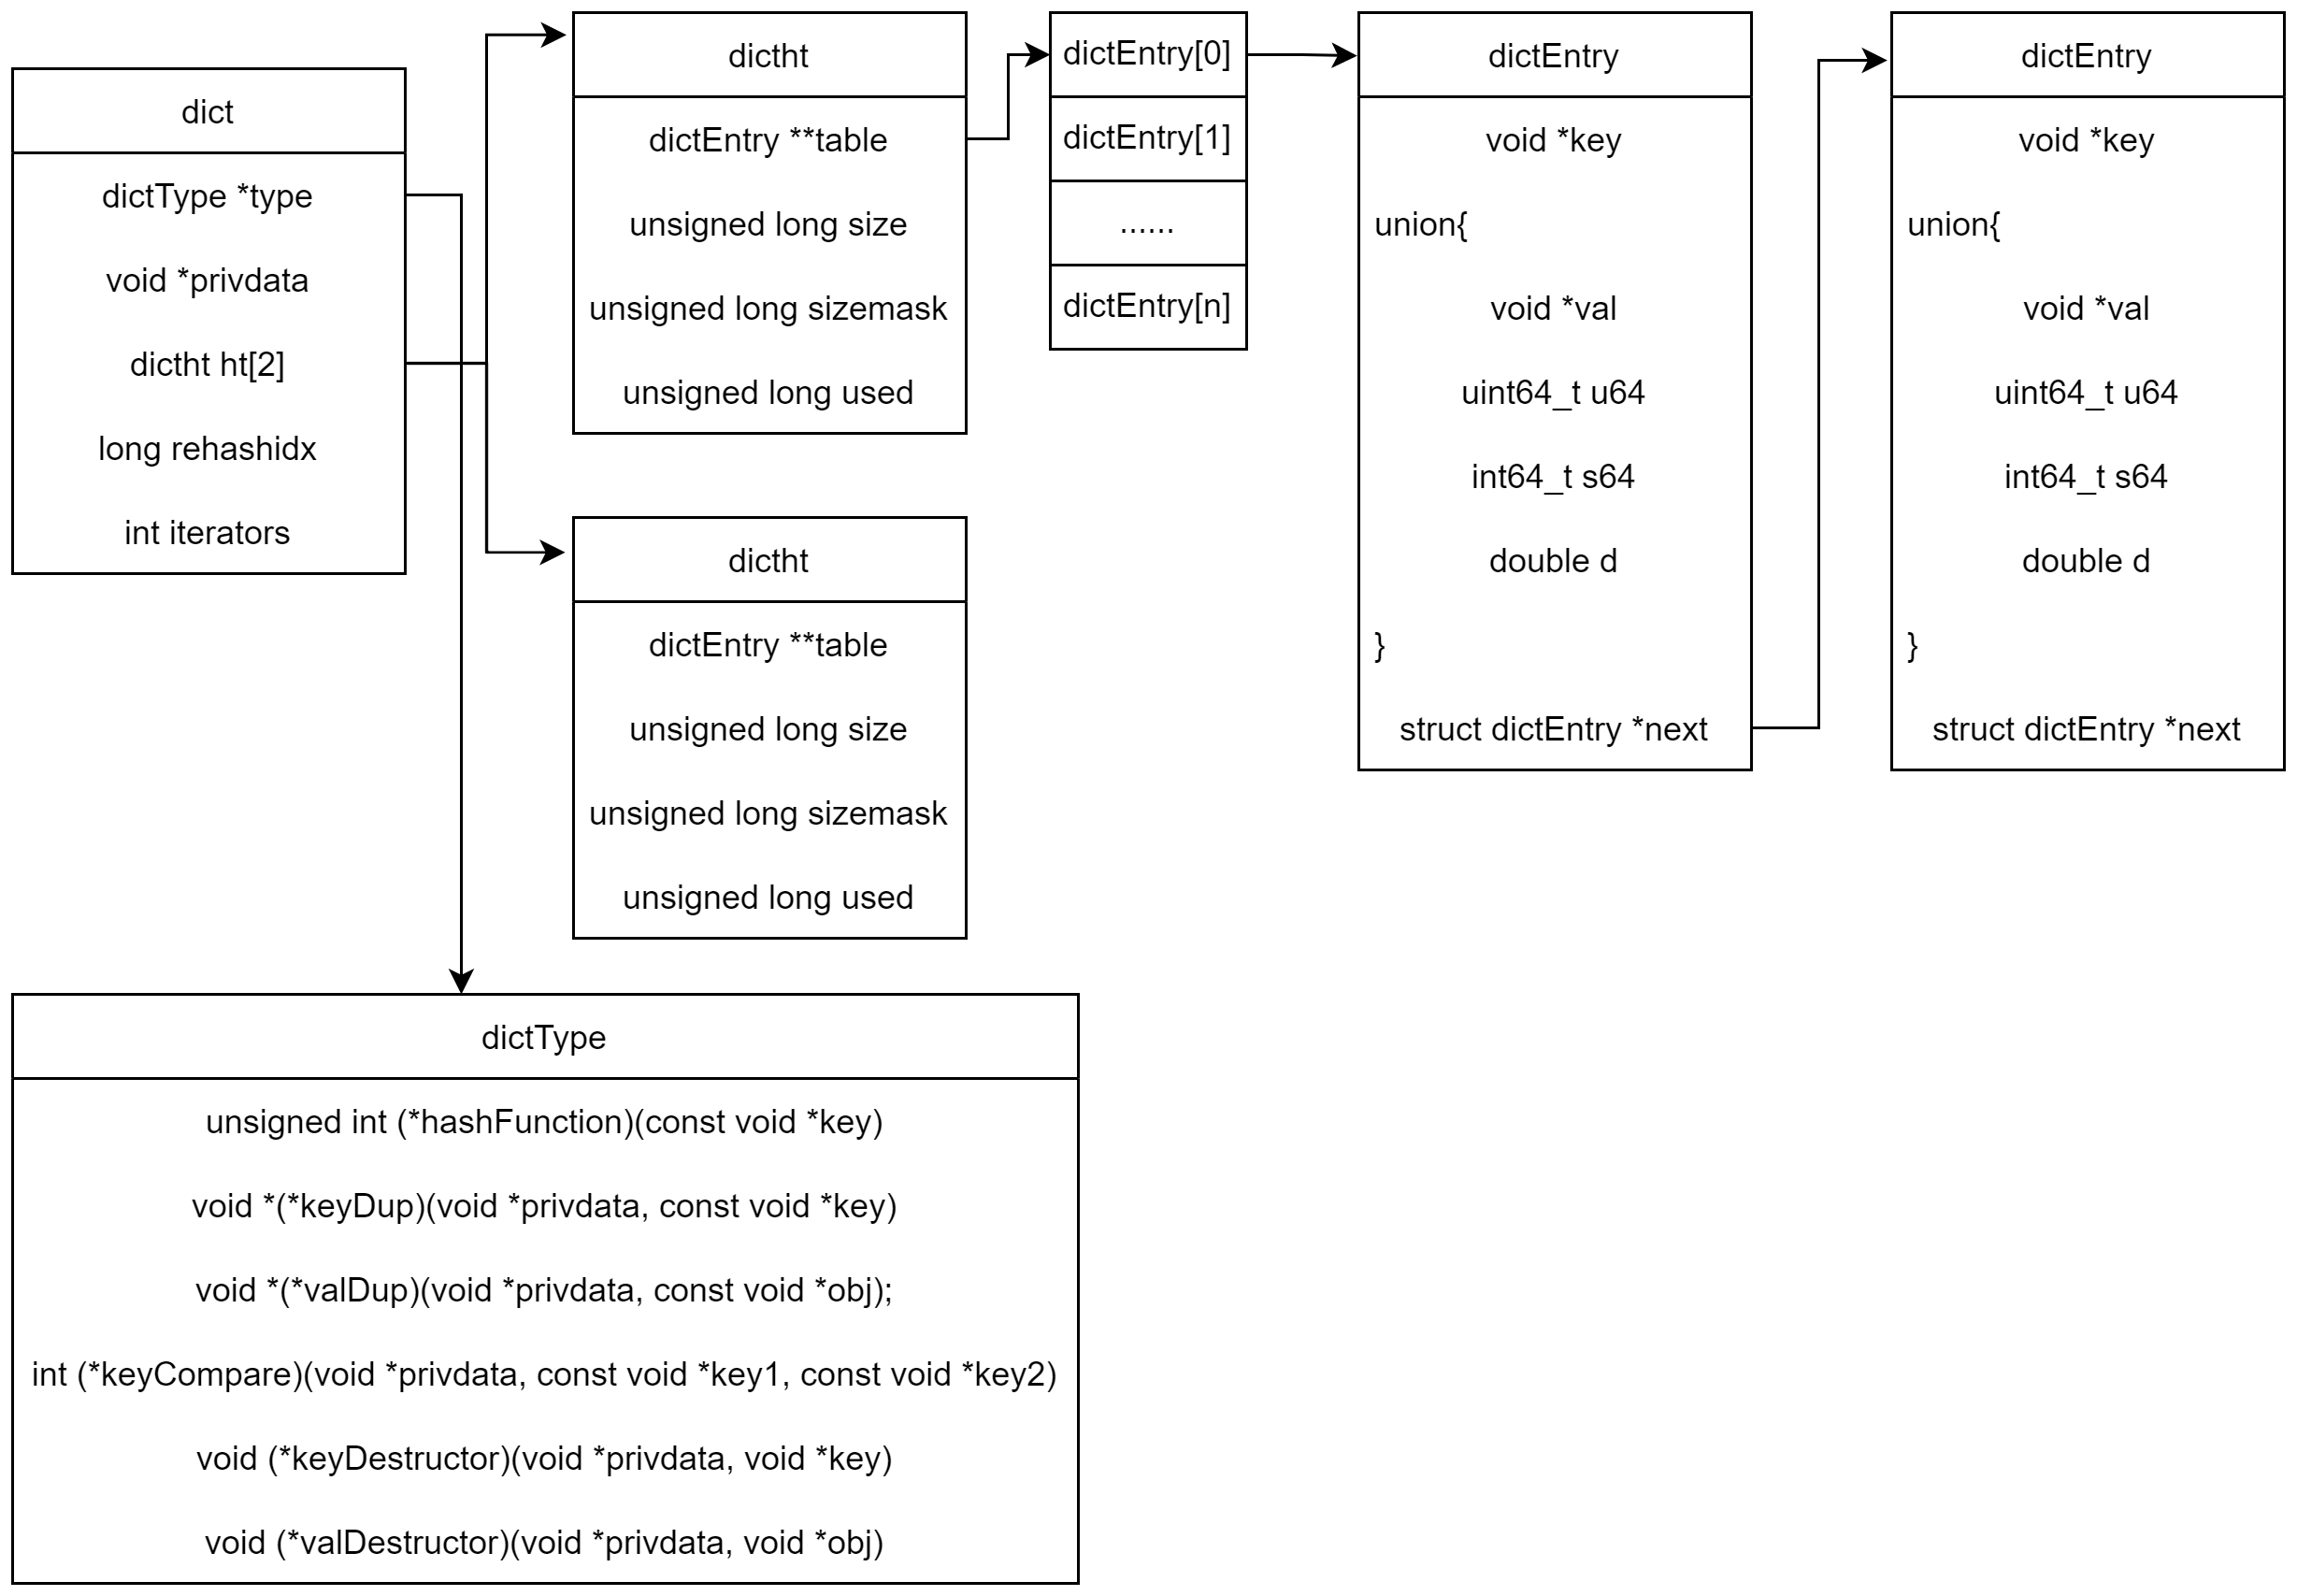 dict
dictType *type
void *privdata
dictht ht[2]
long rehashidx
int iterators
dictht
dictEntry **table
unsigned long size
unsigned long sizemask
unsigned long used
dictht
dictEntry **table
unsigned long size
unsigned long sizemask
unsigned long used
dictEntry[0]
dictEntry[1]
......
dictEntry[n]
dictEntry
void *key
union{
void *val
uint64_t u64
int64_t s64
double d
}
struct dictEntry *next
dictEntry
void *key
union{
void *val
uint64_t u64
int64_t s64
double d
}
struct dictEntry *next
dictType
unsigned int (*hashFunction)(const void *key)
void *(*keyDup)(void *privdata, const void *key)
void *(*valDup)(void *privdata, const void *obj);
int (*keyCompare)(void *privdata, const void *key1, const void *key2)
void (*keyDestructor)(void *privdata, void *key)
void (*valDestructor)(void *privdata, void *obj)